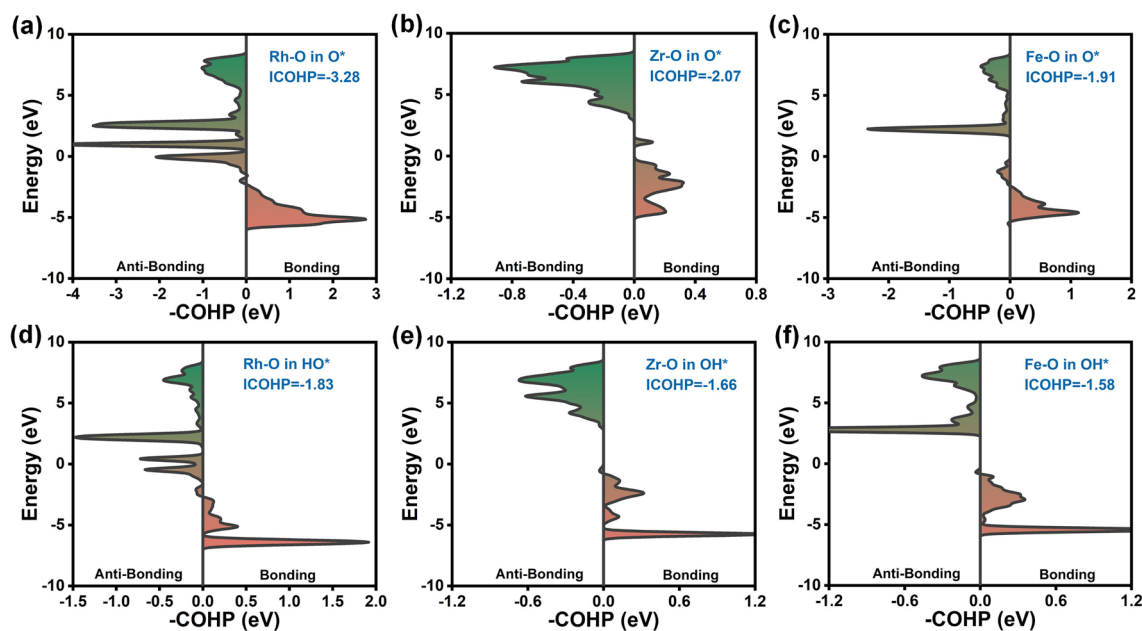 (a)
Rh-O in O*
ICOHP=-3.28
Energy (eV)
10
5
0
-5
-10
Anti-Bonding
Bonding
-4 -3 -2 -1 0 1 2 3
-COHP (eV)
(b)
Zr-O in O*
ICOHP=-2.07
Energy (eV)
10
5
0
-5
-10
Anti-Bonding
Bonding
-1.2 -0.8 -0.4 0.0 0.4 0.8
-COHP (eV)
(c)
Fe-O in O*
ICOHP=-1.91
Energy (eV)
10
5
0
-5
-10
Anti-Bonding
Bonding
-3 -2 -1 0 1 2
-COHP (eV)
(d)
Rh-O in HO*
ICOHP=-1.83
Energy (eV)
10
5
0
-5
-10
Anti-Bonding
Bonding
-1.5 -1.0 -0.5 0.0 0.5 1.0 1.5 2.0
-COHP (eV)
(e)
Zr-O in OH*
ICOHP=-1.66
Energy (eV)
10
5
0
-5
-10
Anti-Bonding
Bonding
-1.2 -0.6 0.0 0.6 1.2
-COHP (eV)
(f)
Fe-O in OH*
ICOHP=-1.58
Energy (eV)
10
5
0
-5
-10
Anti-Bonding
Bonding
-1.2 -0.6 0.0 0.6 1.2
-COHP (eV)